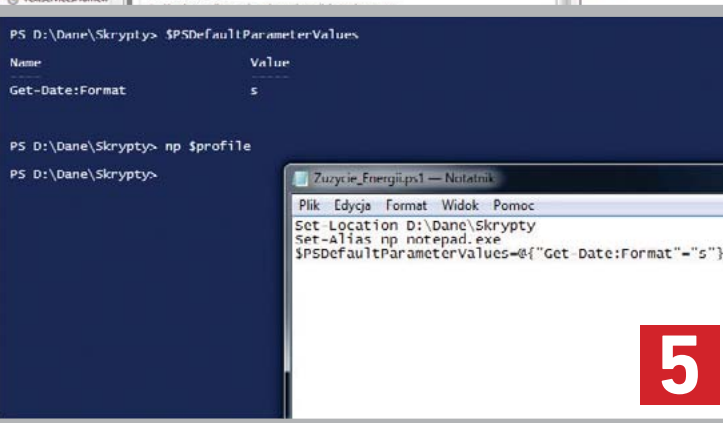 PS D:\Dane\Skrypty> $PSDefaultParameterValues
Name Value
---- -----
Get-Date:Format s
PS D:\Dane\Skrypty> np $profile
PS D:\Dane\Skrypty>
Zuzycie_Energii.ps1 — Notatnik
Plik Edycja Format Widok Pomoc
Set-Location D:\Dane\Skrypty
Set-Alias np notepad.exe
$PSDefaultParameterValues=@{"Get-Date:Format"="s"}
5